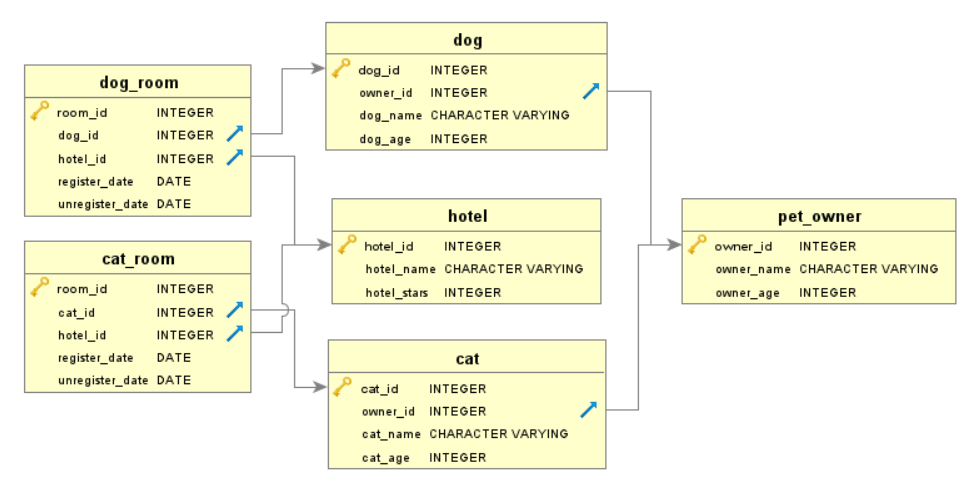 dog_room
room_id INTEGER
dog_id INTEGER
hotel_id INTEGER
register_date DATE
unregister_date DATE
cat_room
room_id INTEGER
cat_id INTEGER
hotel_id INTEGER
register_date DATE
unregister_date DATE
dog
dog_id INTEGER
owner_id INTEGER
dog_name CHARACTER VARYING
dog_age INTEGER
hotel
hotel_id INTEGER
hotel_name CHARACTER VARYING
hotel_stars INTEGER
cat
cat_id INTEGER
owner_id INTEGER
cat_name CHARACTER VARYING
cat_age INTEGER
pet_owner
owner_id INTEGER
owner_name CHARACTER VARYING
owner_age INTEGER